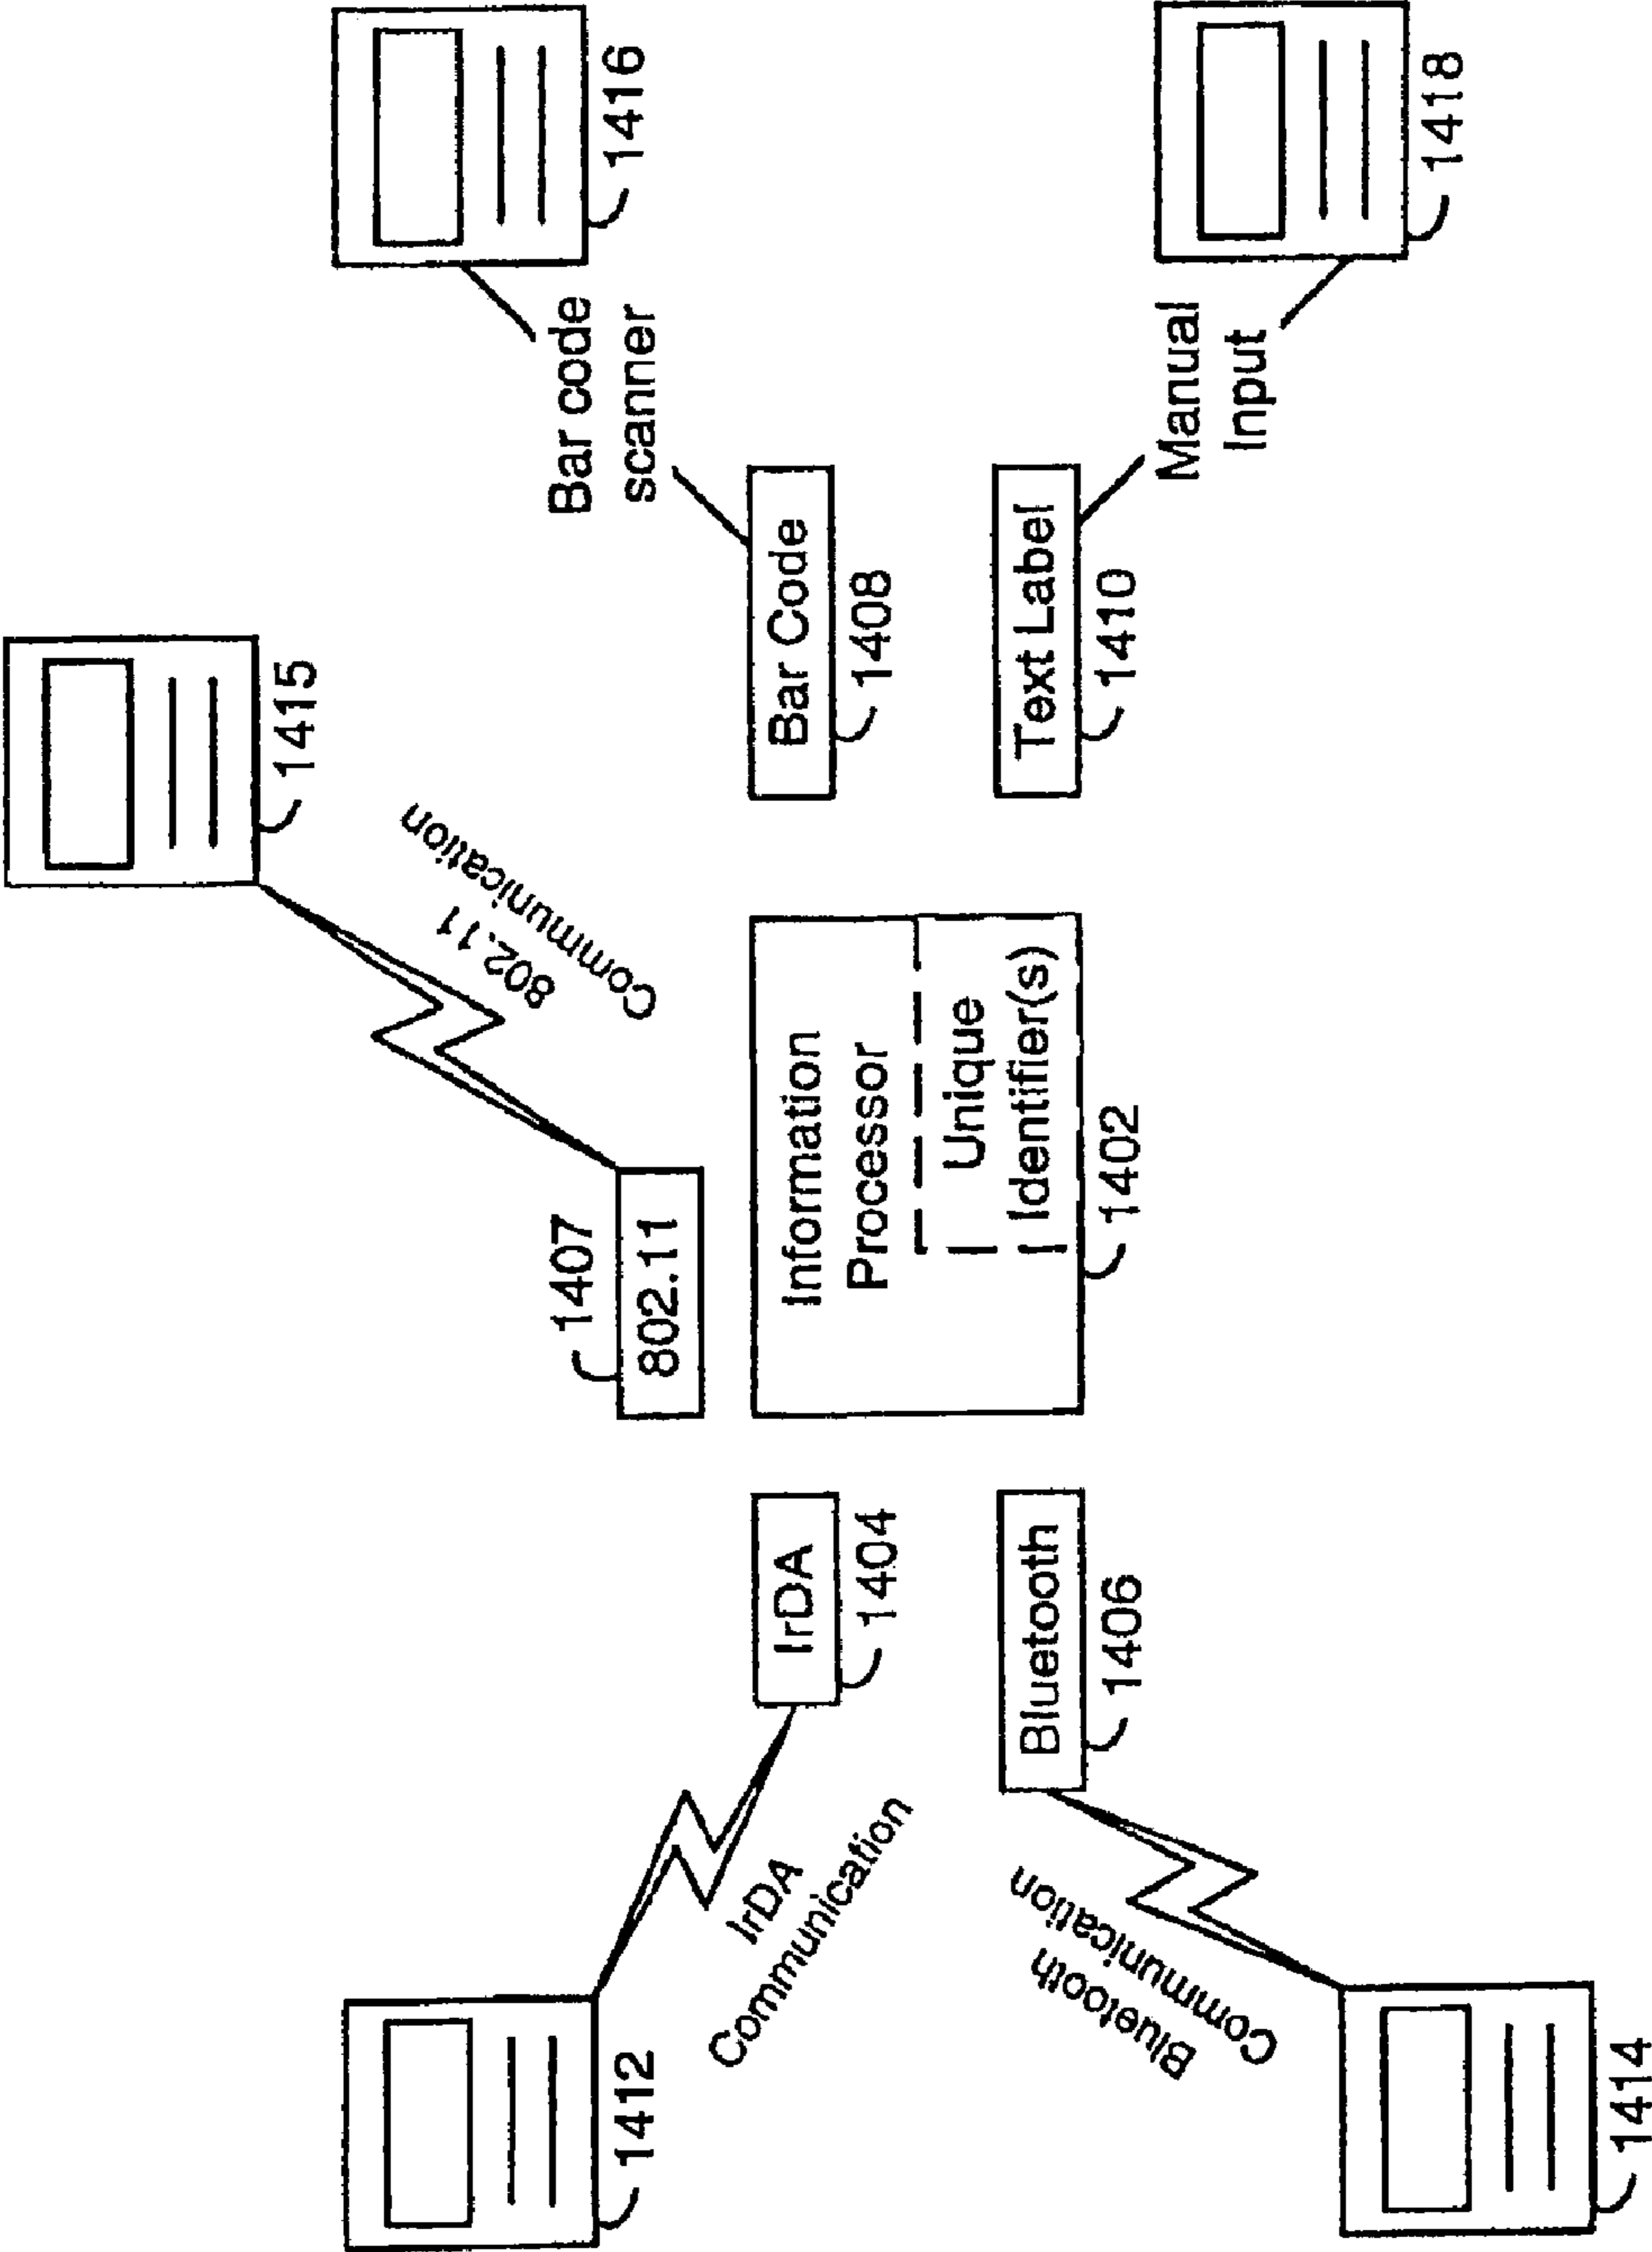 1415
1416
1412
802.11
Communication
Bar code
scanner
1407
802.11
IrDA
Communication
IrDA
1404
Information
Processor
Unique
Identifier(s)
1402
Bar Code
1408
Bluetooth
1406
Text Label
1410
Bluetooth
Communication
Manual
Input
1414
1418